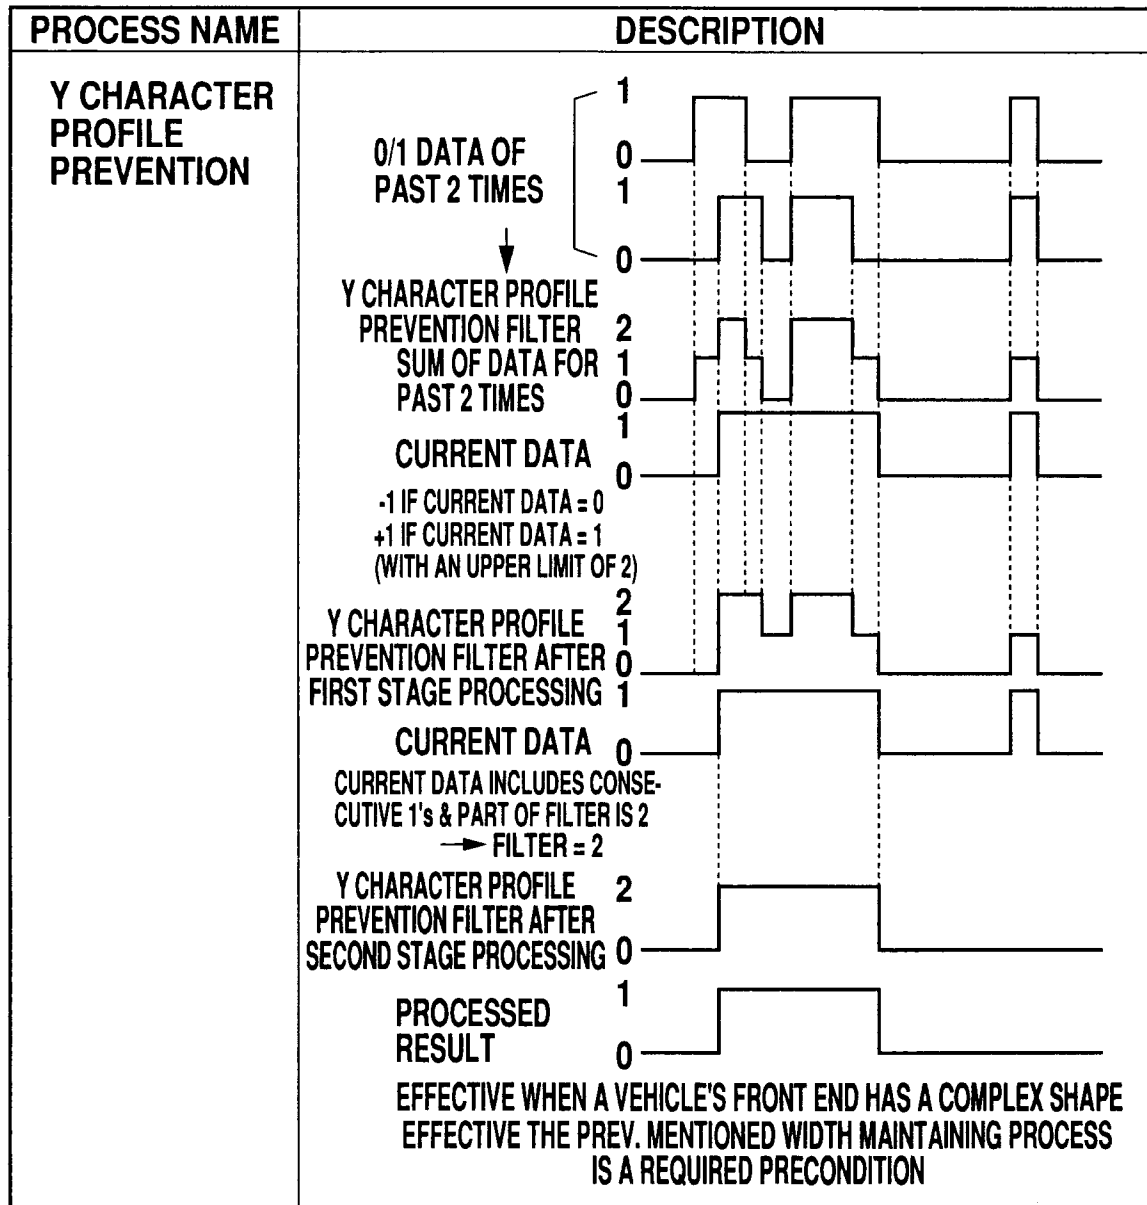 PROCESS NAME
DESCRIPTION
Y CHARACTER
PROFILE
PREVENTION
0/1 DATA OF
PAST 2 TIMES
1
0
1
0
Y CHARACTER PROFILE
PREVENTION FILTER
SUM OF DATA FOR
PAST 2 TIMES
2
1
0
CURRENT DATA
1
0
-1 IF CURRENT DATA = 0
+1 IF CURRENT DATA = 1
(WITH AN UPPER LIMIT OF 2)
Y CHARACTER PROFILE
PREVENTION FILTER AFTER
FIRST STAGE PROCESSING
2
1
0
CURRENT DATA
1
0
CURRENT DATA INCLUDES CONSE-
CUTIVE 1's & PART OF FILTER IS 2
→ FILTER = 2
Y CHARACTER PROFILE
PREVENTION FILTER AFTER
SECOND STAGE PROCESSING
2
0
PROCESSED
RESULT
1
0
EFFECTIVE WHEN A VEHICLE'S FRONT END HAS A COMPLEX SHAPE
EFFECTIVE THE PREV. MENTIONED WIDTH MAINTAINING PROCESS
IS A REQUIRED PRECONDITION